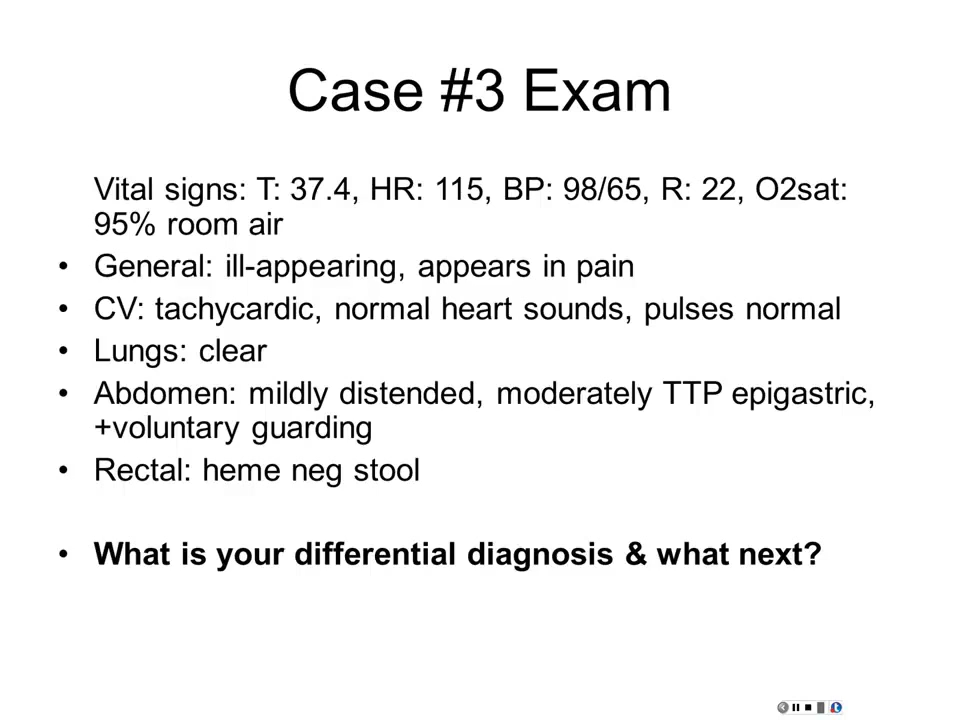 Case #3 Exam
Vital signs: T: 37.4, HR: 115, BP: 98/65, R: 22, O2sat:
95% room air
• General: ill-appearing, appears in pain
• CV: tachycardic, normal heart sounds, pulses normal
• Lungs: clear
• Abdomen: mildly distended, moderately TTP epigastric,
+voluntary guarding
• Rectal: heme neg stool
• What is your differential diagnosis & what next?